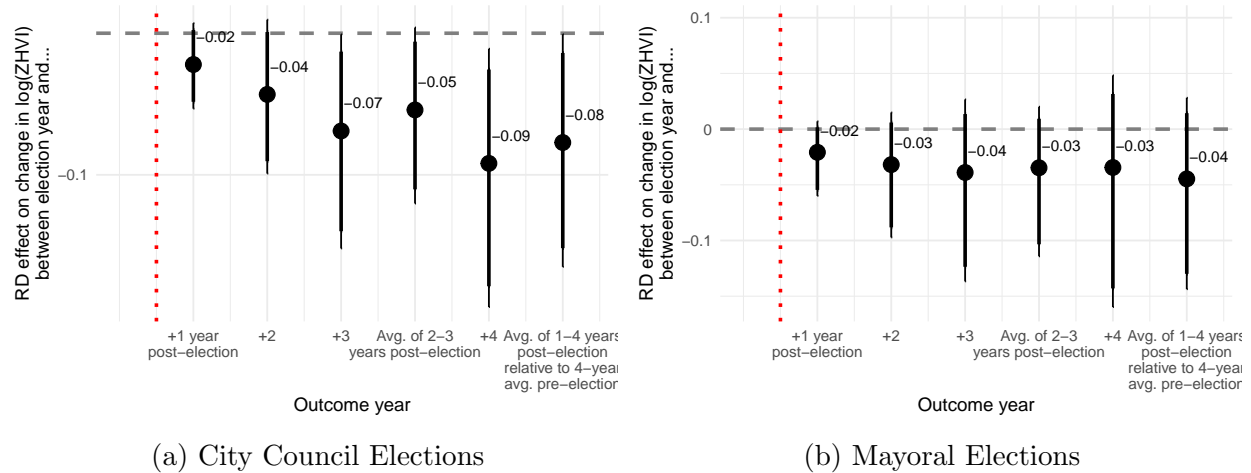 RD effect on change in log(ZHVI)
between election year and...
−0.1
−0.02
−0.04
−0.07
−0.05
−0.09
−0.08
+1 year
post−election
+2
+3
Avg. of 2−3
years post−election
+4
Avg. of 1−4 years
post−election
relative to 4−year
avg. pre−election
Outcome year
(a) City Council Elections
RD effect on change in log(ZHVI)
between election year and...
0.1
0
−0.1
−0.02
−0.03
−0.04
−0.03
−0.03
−0.04
+1 year
post−election
+2
+3
Avg. of 2−3
years post−election
+4
Avg. of 1−4 years
post−election
relative to 4−year
avg. pre−election
Outcome year
(b) Mayoral Elections